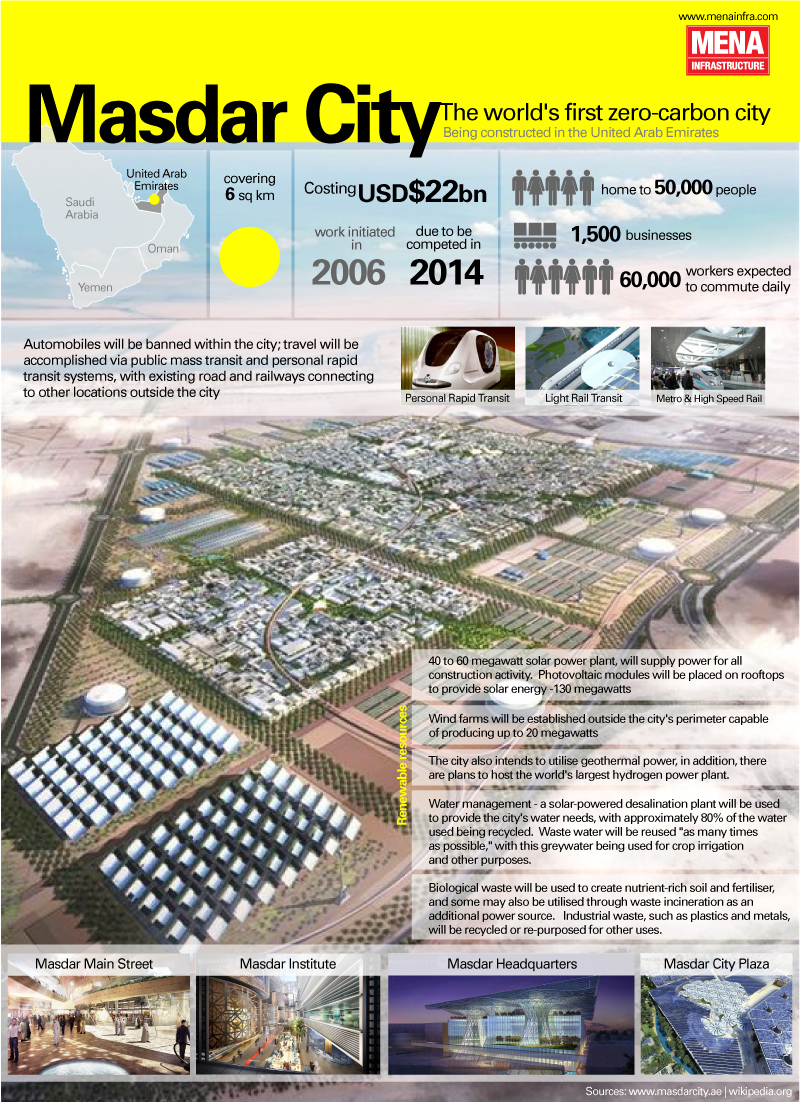 www.menainfra.com
MENA
INFRASTRUCTURE
Masdar City
The world's first zero-carbon city
Being constructed in the United Arab Emirates
United Arab
Emirates
Saudi
Arabia
Oman
Yemen
covering
6 sq km
Costing USD$22bn
work initiated
in
2006
due to be
competed in
2014
home to 50,000 people
1,500 businesses
60,000 workers expected
to commute daily
Automobiles will be banned within the city; travel will be
accomplished via public mass transit and personal rapid
transit systems, with existing road and railways connecting
to other locations outside the city
Personal Rapid Transit
Light Rail Transit
Metro & High Speed Rail
Renewable resources
40 to 60 megawatt solar power plant, will supply power for all
construction activity. Photovoltaic modules will be placed on rooftops
to provide solar energy -130 megawatts
Wind farms will be established outside the city's perimeter capable
of producing up to 20 megawatts
The city also intends to utilise geothermal power, in addition, there
are plans to host the world's largest hydrogen power plant.
Water management - a solar-powered desalination plant will be used
to provide the city's water needs, with approximately 80% of the water
used being recycled. Waste water will be reused "as many times
as possible," with this greywater being used for crop irrigation
and other purposes.
Biological waste will be used to create nutrient-rich soil and fertiliser,
and some may also be utilised through waste incineration as an
additional power source. Industrial waste, such as plastics and metals,
will be recycled or re-purposed for other uses.
Masdar Main Street
Masdar Institute
Masdar Headquarters
Masdar City Plaza
Sources: www.masdarcity.ae | wikipedia.org